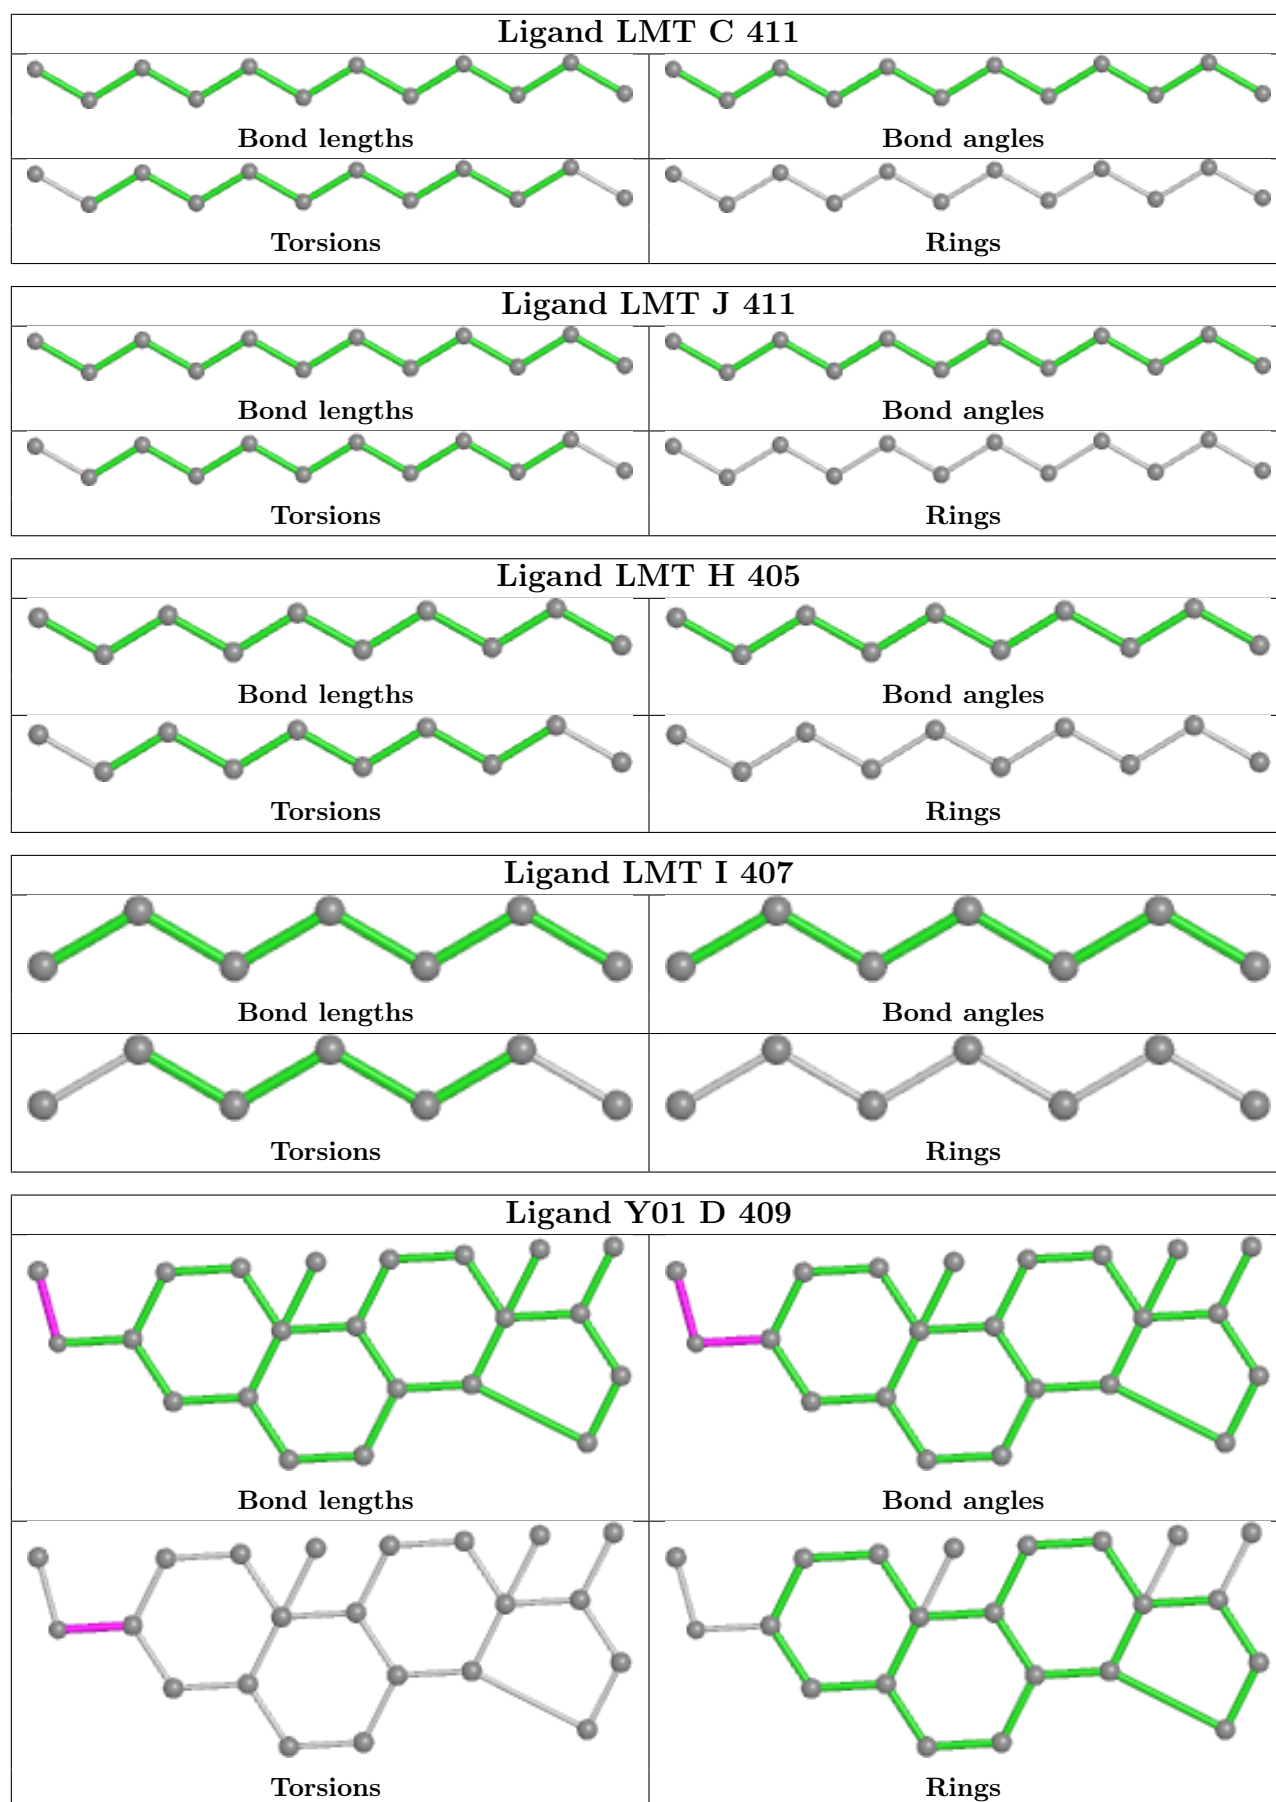 Ligand LMT C 411
Bond lengths Bond angles
Torsions Rings
Ligand LMT J 411
Bond lengths Bond angles
Torsions Rings
Ligand LMT H 405
Bond lengths Bond angles
Torsions Rings
Ligand LMT I 407
Bond lengths Bond angles
Torsions Rings
Ligand Y01 D 409
Bond lengths Bond angles
Torsions Rings